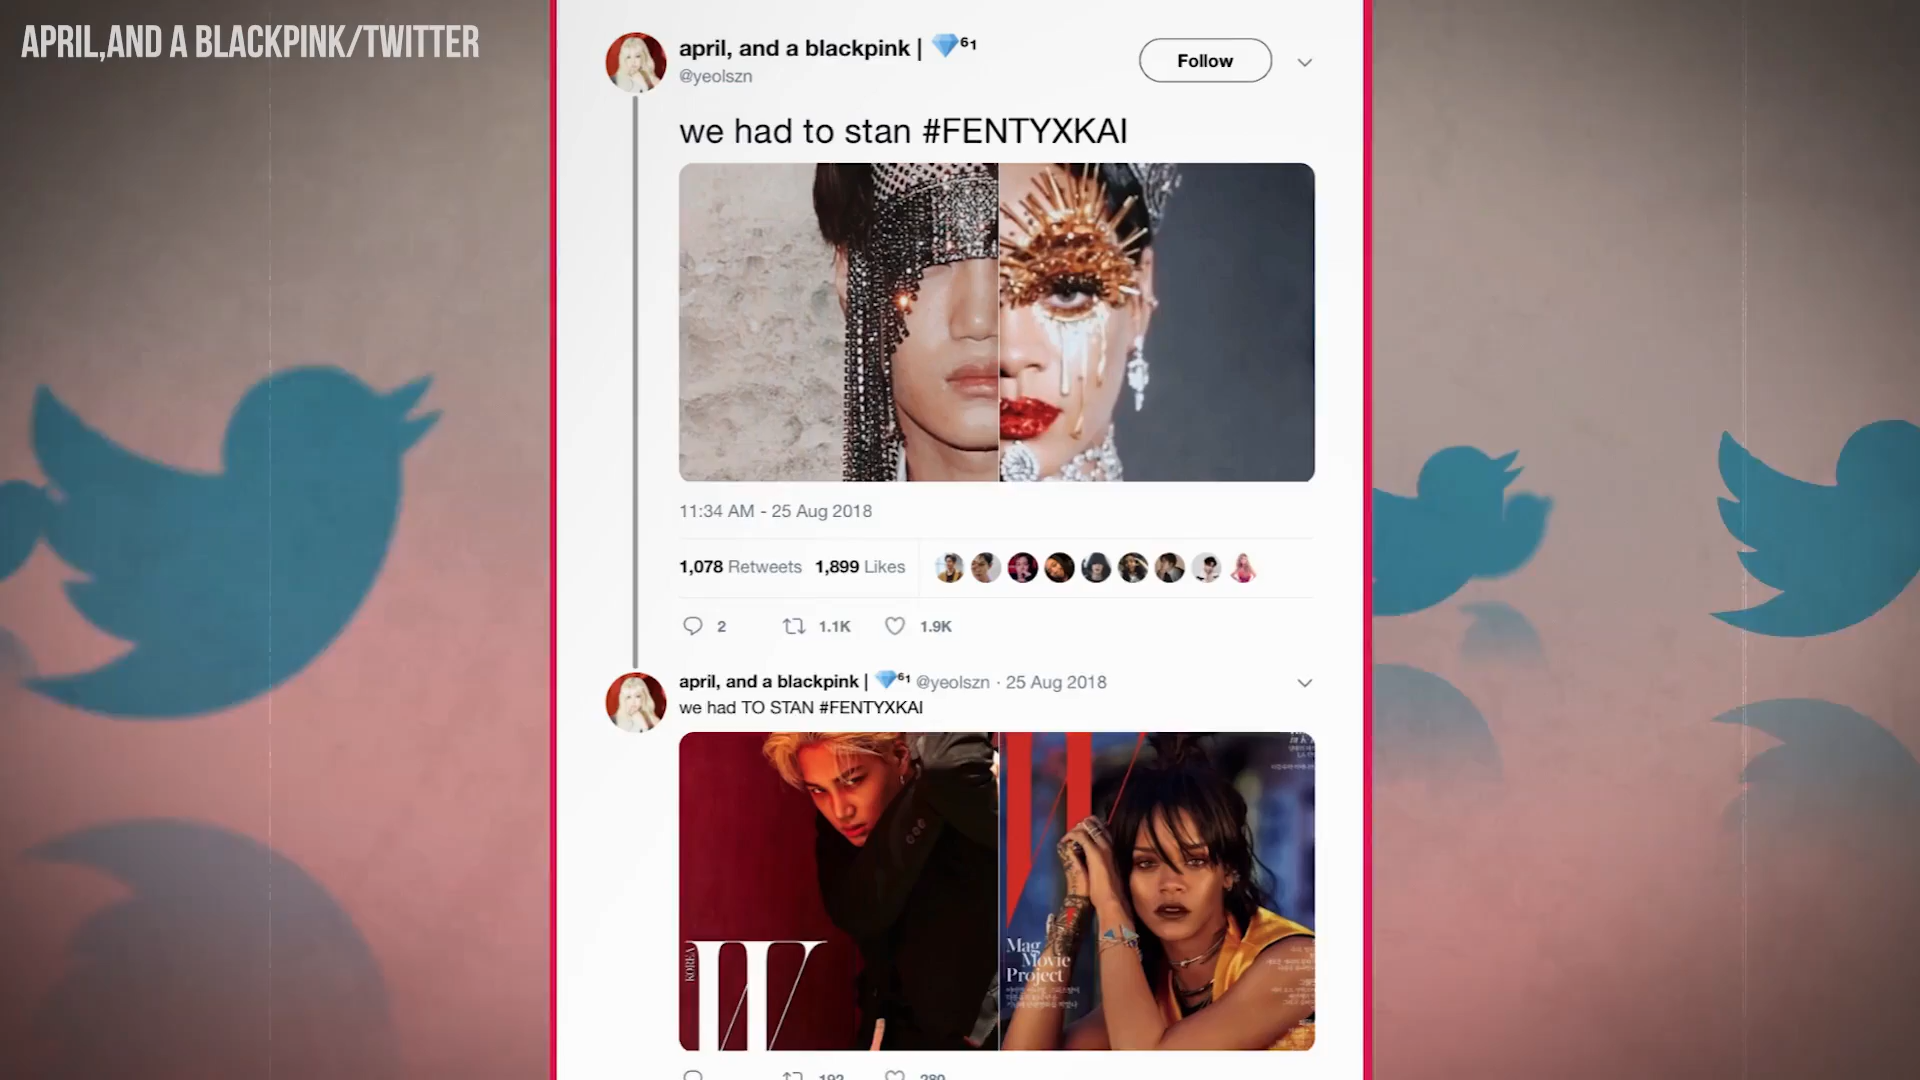 APRIL,AND A BLACKPINK/TWITTER
april, and a blackpink | 💎⁶¹
@yeolszn
Follow
we had to stan #FENTYXKAI
11:34 AM - 25 Aug 2018
1,078 Retweets 1,899 Likes
2 1.1K 1.9K
april, and a blackpink | 💎⁶¹ @yeolszn · 25 Aug 2018
we had TO STAN #FENTYXKAI
KOREA
W
W
Mag
Movie
Project
192 280